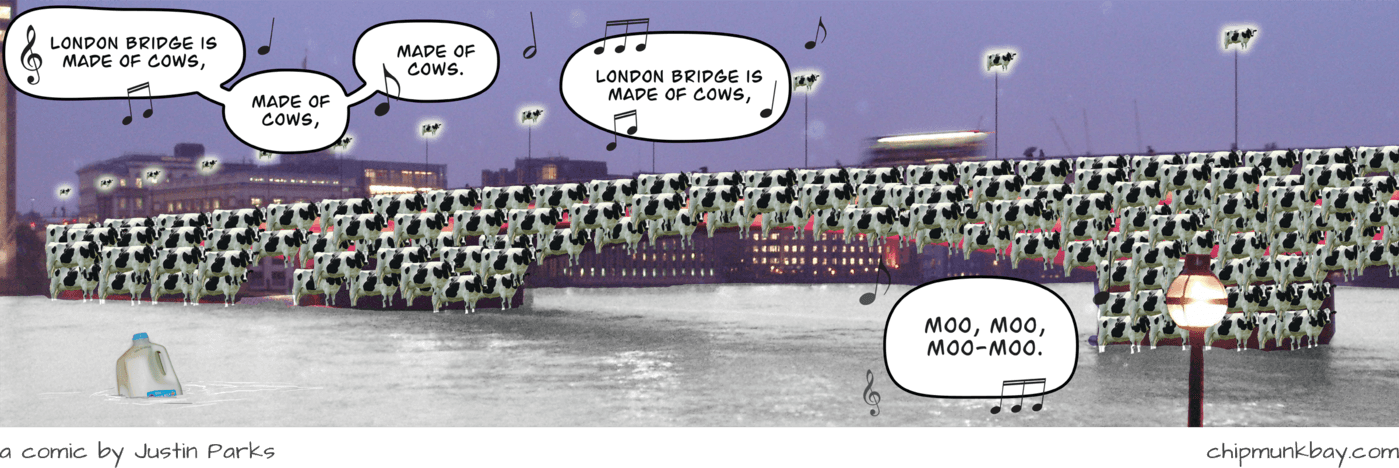 LONDON BRIDGE IS
MADE OF COWS,
MADE OF
COWS,
MADE OF
COWS.
LONDON BRIDGE IS
MADE OF COWS,
MOO, MOO,
MOO-MOO.
a comic by Justin Parks
chipmunkbay.com